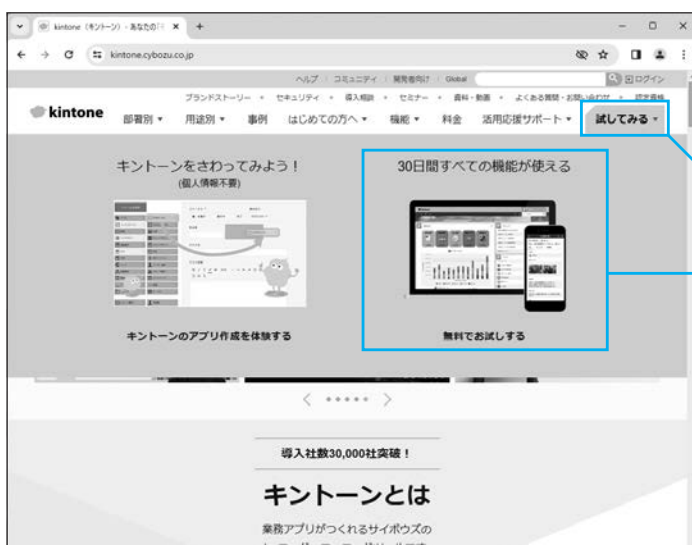 kintone（キントーン）- あなたの
kintone.cybozu.co.jp
ヘルプ コミュニティ 開発者向け Global ログイン
ブランドストーリー セキュリティ 導入相談 セミナー 資料・動画 よくある質問・お問い合わせ 認定資格
kintone 部署別 用途別 事例 はじめての方へ 機能 料金 活用応援サポート 試してみる
キントーンをさわってみよう！
(個人情報不要)
キントーンのアプリ作成を体験する
30日間すべての機能が使える
無料でお試しする
導入社数30,000社突破！
キントーンとは
業務アプリがつくれるサイボウズの